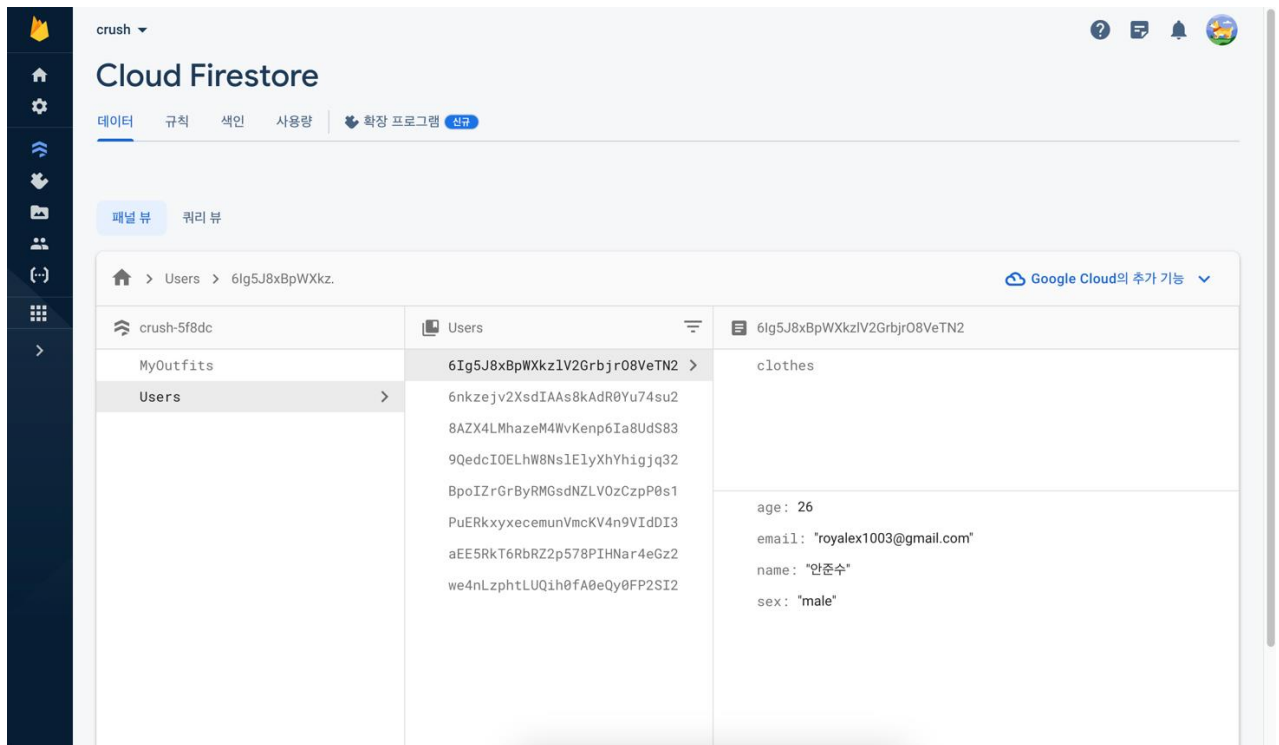 crush
Cloud Firestore
데이터 규칙 색인 사용량 확장 프로그램 신규
패널 뷰 쿼리 뷰
Users 6Ig5J8xBpWXkz. Google Cloud의 추가 기능
crush-5f8dc Users 6Ig5J8xBpWXkzlV2GrbjrO8VeTN2
MyOutfits 6Ig5J8xBpWXkzlV2GrbjrO8VeTN2 clothes
Users 6nkzejv2XsdIAAs8kAdR0Yu74su2
8AZX4LMhazeM4WvKenp6Ia8UdS83
9QedcIOELhW8NslElyXhYhigjq32
BpoIZrGrByRMGsdNZLVOzCzpP0s1
age: 26
PuERkxyxecemunVmcKV4n9VIdDI3
email: "royalex1003@gmail.com"
aEE5RkT6RbRZ2p578PIHNar4eGz2
name: "안준수"
we4nLzphtLUQih0fA0eQy0FP2SI2
sex: "male"